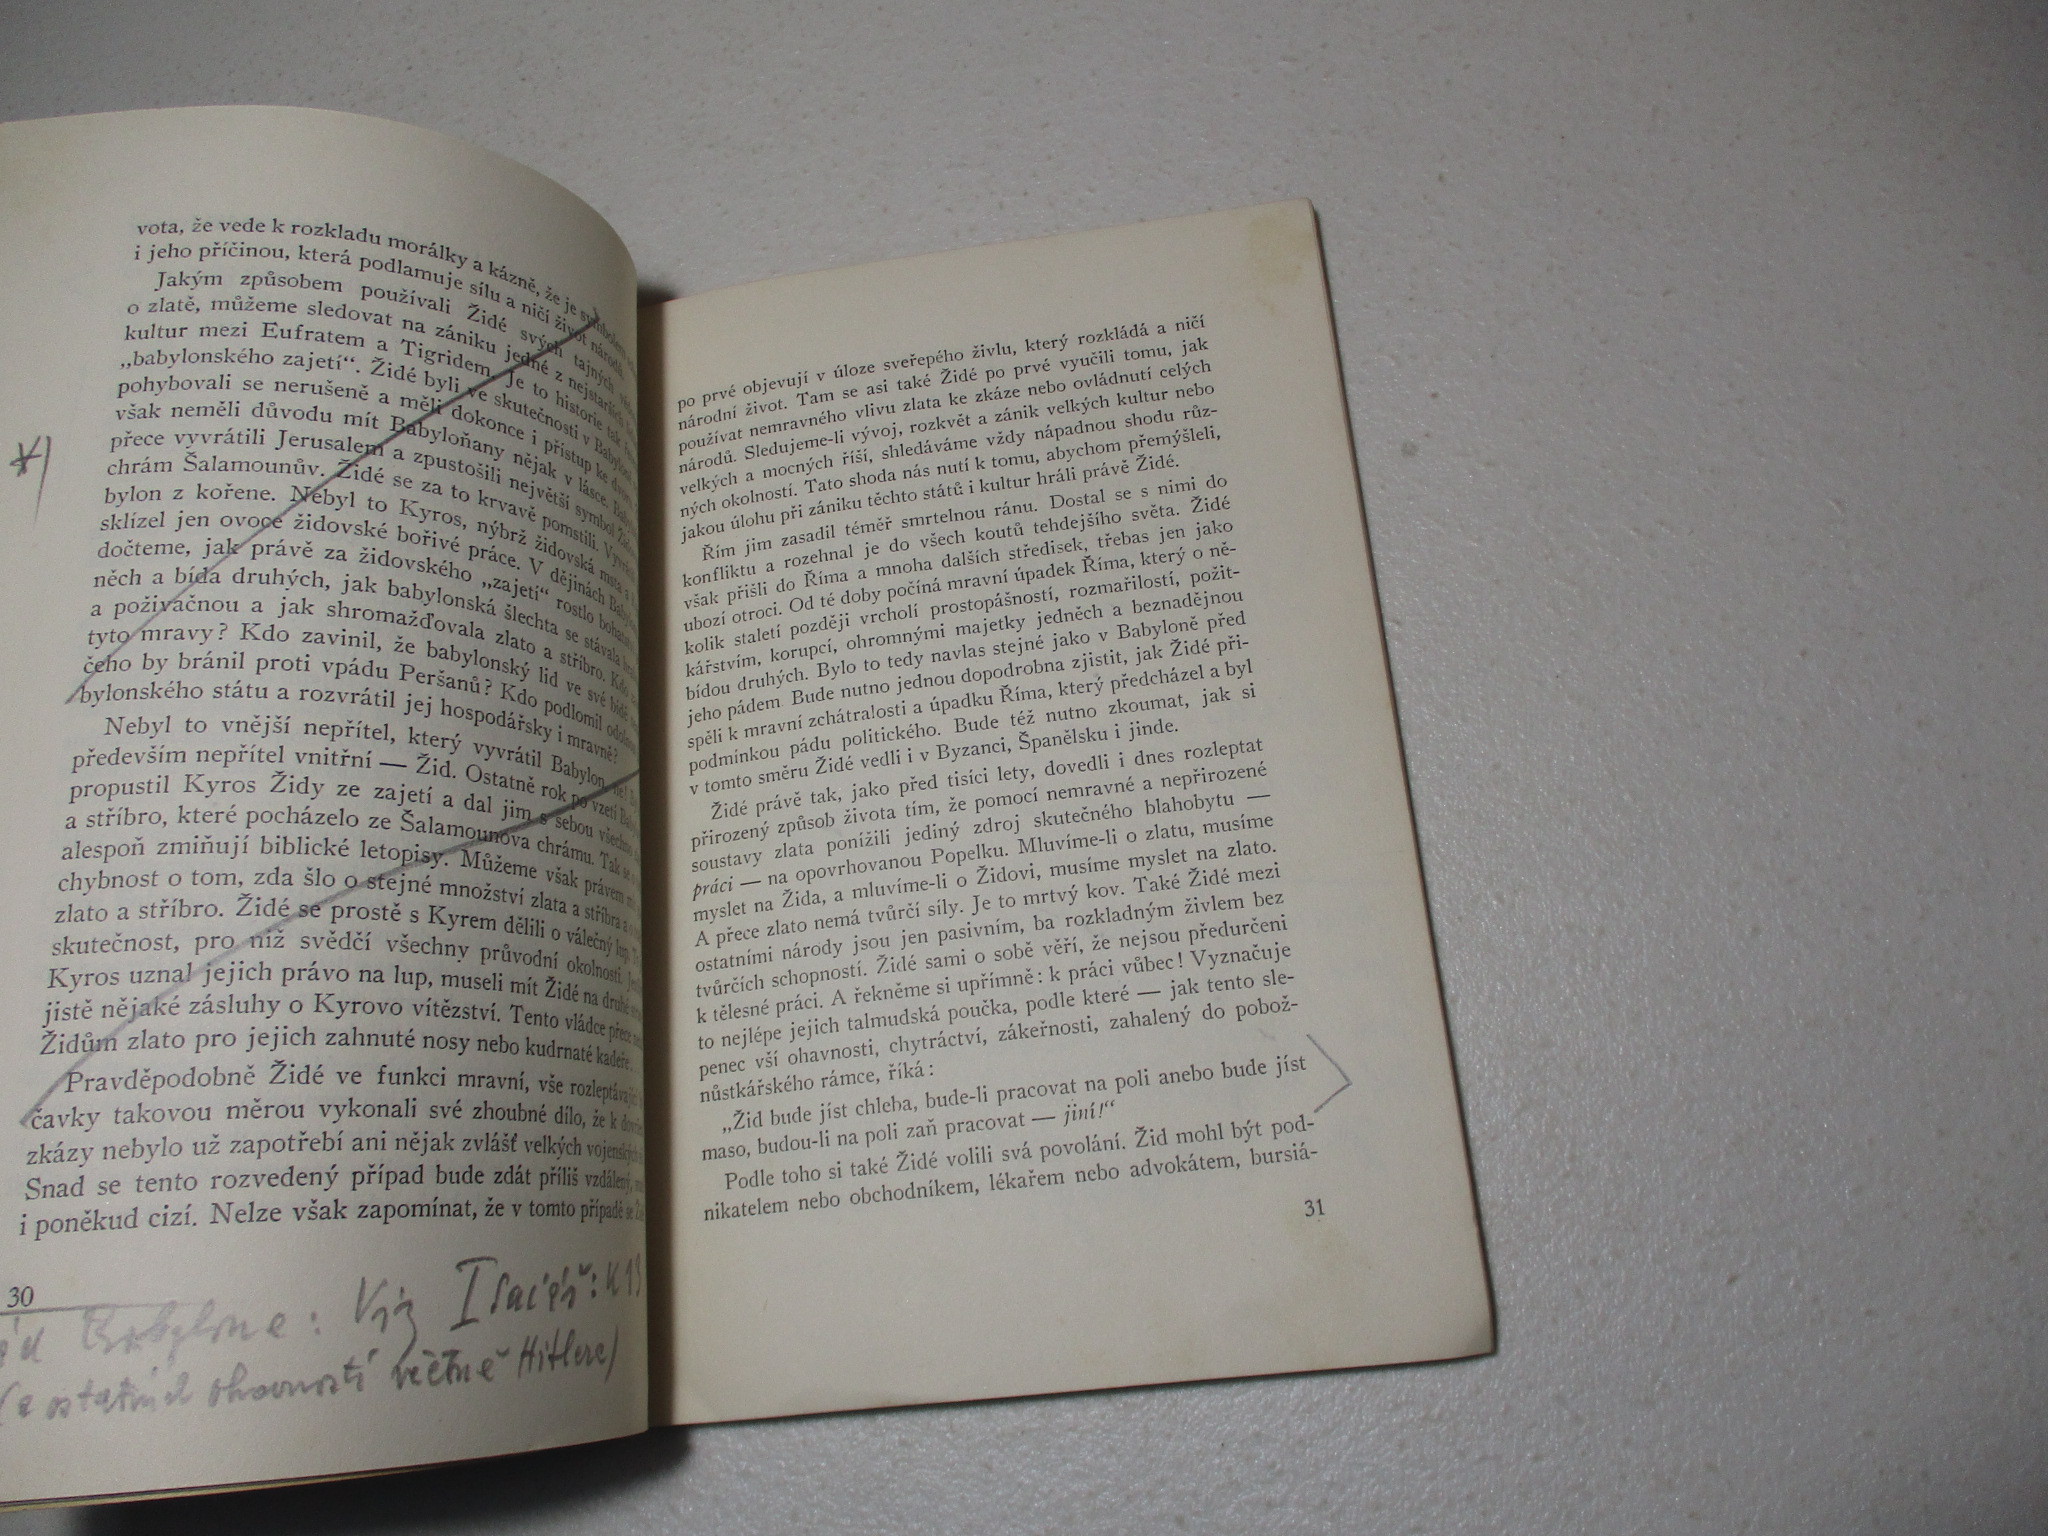 vota, že vede k rozkladu morálky a kázně, že je symbolem
i jeho příčinou, která podlamuje sílu a ničí život národů.
Jakým způsobem používali Židé svých tajných
o zlatě, můžeme sledovat na zániku jedné z nejstarších
kultur mezi Eufratem a Tigridem. Je to historie tak
„babylonského zajetí“. Židé byli ve skutečnosti v Babyloně
pohybovali se nerušeně a měli dokonce i přístup ke dvoru.
však neměli důvodu mít Babyloňany nějak v lásce.
přece vyvrátili Jerusalem a zpustošili největší symbol
chrám Šalamounův. Židé se za to krvavě pomstili.
bylon z kořene. Nebyl to Kyros, nýbrž židovská msta a
sklízel jen ovoce židovské bořivé práce. V dějinách
dočteme, jak právě za židovského „zajetí“ rostlo
něch a bída druhých, jak babylonská šlechta se stávala
a poživačnou a jak shromažďovala zlato a stříbro. Kdo
tyto mravy? Kdo zavinil, že babylonský lid ve své bídě
čeho by bránil proti vpádu Peršanů? Kdo podlomil
bylonského státu a rozvrátil jej hospodářsky i mravně?
Nebyl to vnější nepřítel, který vyvrátil Babylon, ne!
především nepřítel vnitřní — Žid. Ostatně rok po vzetí
propustil Kyros Židy ze zajetí a dal jim s sebou všechno
a stříbro, které pocházelo ze Šalamounova chrámu. Tak se
alespoň zmiňují biblické letopisy. Můžeme však právem
chybnost o tom, zda šlo o stejné množství zlata a stříbra a o
zlato a stříbro. Židé se prostě s Kyrem dělili o válečný lup.
skutečnost, pro niž svědčí všechny průvodní okolnosti.
Kyros uznal jejich právo na lup, museli mít Židé na druhé
jistě nějaké zásluhy o Kyrovo vítězství. Tento vládce přece
Židům zlato pro jejich zahnuté nosy nebo kudrnaté kadeře.
Pravděpodobně Židé ve funkci mravní, vše
čavky takovou měrou vykonali své zhoubné dílo, že k
zkázy nebylo už zapotřebí ani nějak zvlášť velkých
Snad se tento rozvedený případ bude zdát příliš vzdálený,
i poněkud cizí. Nelze však zapomínat, že v tomto případě se
30
Babylone: Viz Isaiáš: k 13
(a ostatních ohavností včetně Hitlera)
po prvé objevují v úloze sveřepého živlu, který rozkládá a ničí
národní život. Tam se asi také Židé po prvé vyučili tomu, jak
používat nemravného vlivu zlata ke zkáze nebo ovládnutí celých
národů. Sledujeme-li vývoj, rozkvět a zánik velkých kultur nebo
velkých a mocných říší, shledáváme vždy nápadnou shodu růz-
ných okolností. Tato shoda nás nutí k tomu, abychom přemýšleli,
jakou úlohu při zániku těchto států i kultur hráli právě Židé.
Řím jim zasadil téměř smrtelnou ránu. Dostal se s nimi do
konfliktu a rozehnal je do všech koutů tehdejšího světa. Židé
však přišli do Říma a mnoha dalších středisek, třebas jen jako
ubozí otroci. Od té doby počíná mravní úpadek Říma, který o ně-
kolik staletí později vrcholí prostopášností, rozmařilostí, požit-
kářstvím, korupcí, ohromnými majetky jedněch a beznadějnou
bídou druhých. Bylo to tedy navlas stejné jako v Babyloně před
jeho pádem. Bude nutno jednou dopodrobna zjistit, jak Židé při-
spěli k mravní zchátralosti a úpadku Říma, který předcházel a byl
podmínkou pádu politického. Bude též nutno zkoumat, jak si
v tomto směru Židé vedli i v Byzanci, Španělsku i jinde.
Židé právě tak, jako před tisíci lety, dovedli i dnes rozleptat
přirozený způsob života tím, že pomocí nemravné a nepřirozené
soustavy zlata ponížili jediný zdroj skutečného blahobytu —
práci — na opovrhovanou Popelku. Mluvíme-li o zlatu, musíme
myslet na Žida, a mluvíme-li o Židovi, musíme myslet na zlato.
A přece zlato nemá tvůrčí síly. Je to mrtvý kov. Také Židé mezi
ostatními národy jsou jen pasivním, ba rozkladným živlem bez
tvůrčích schopností. Židé sami o sobě věří, že nejsou předurčeni
k tělesné práci. A řekněme si upřímně: k práci vůbec! Vyznačuje
to nejlépe jejich talmudská poučka, podle které — jak tento sle-
penec vší ohavnosti, chytráctví, zákeřnosti, zahalený do pobož-
nůstkářského rámce, říká:
„Žid bude jíst chleba, bude-li pracovat na poli anebo bude jíst
maso, budou-li na poli zaň pracovat — jiní!“
Podle toho si také Židé volili svá povolání. Žid mohl být pod-
nikatelem nebo obchodníkem, lékařem nebo advokátem, bursiá-
31